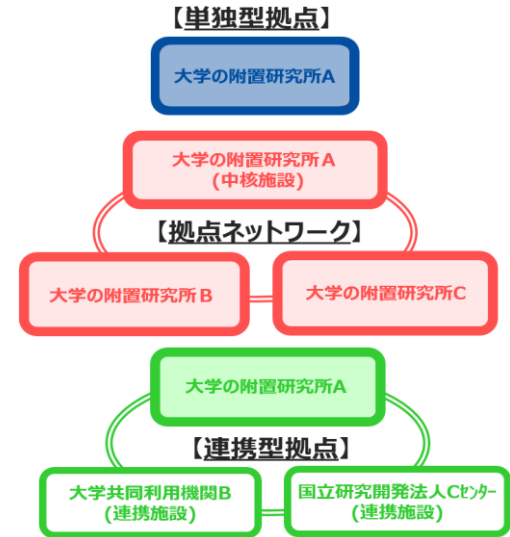 【単独型拠点】
大学の附置研究所A
大学の附置研究所A
(中核施設)
【拠点ネットワーク】
大学の附置研究所B
大学の附置研究所C
大学の附置研究所A
【連携型拠点】
大学共同利用機関B
(連携施設)
国立研究開発法人Cｾﾝﾀｰ
(連携施設)